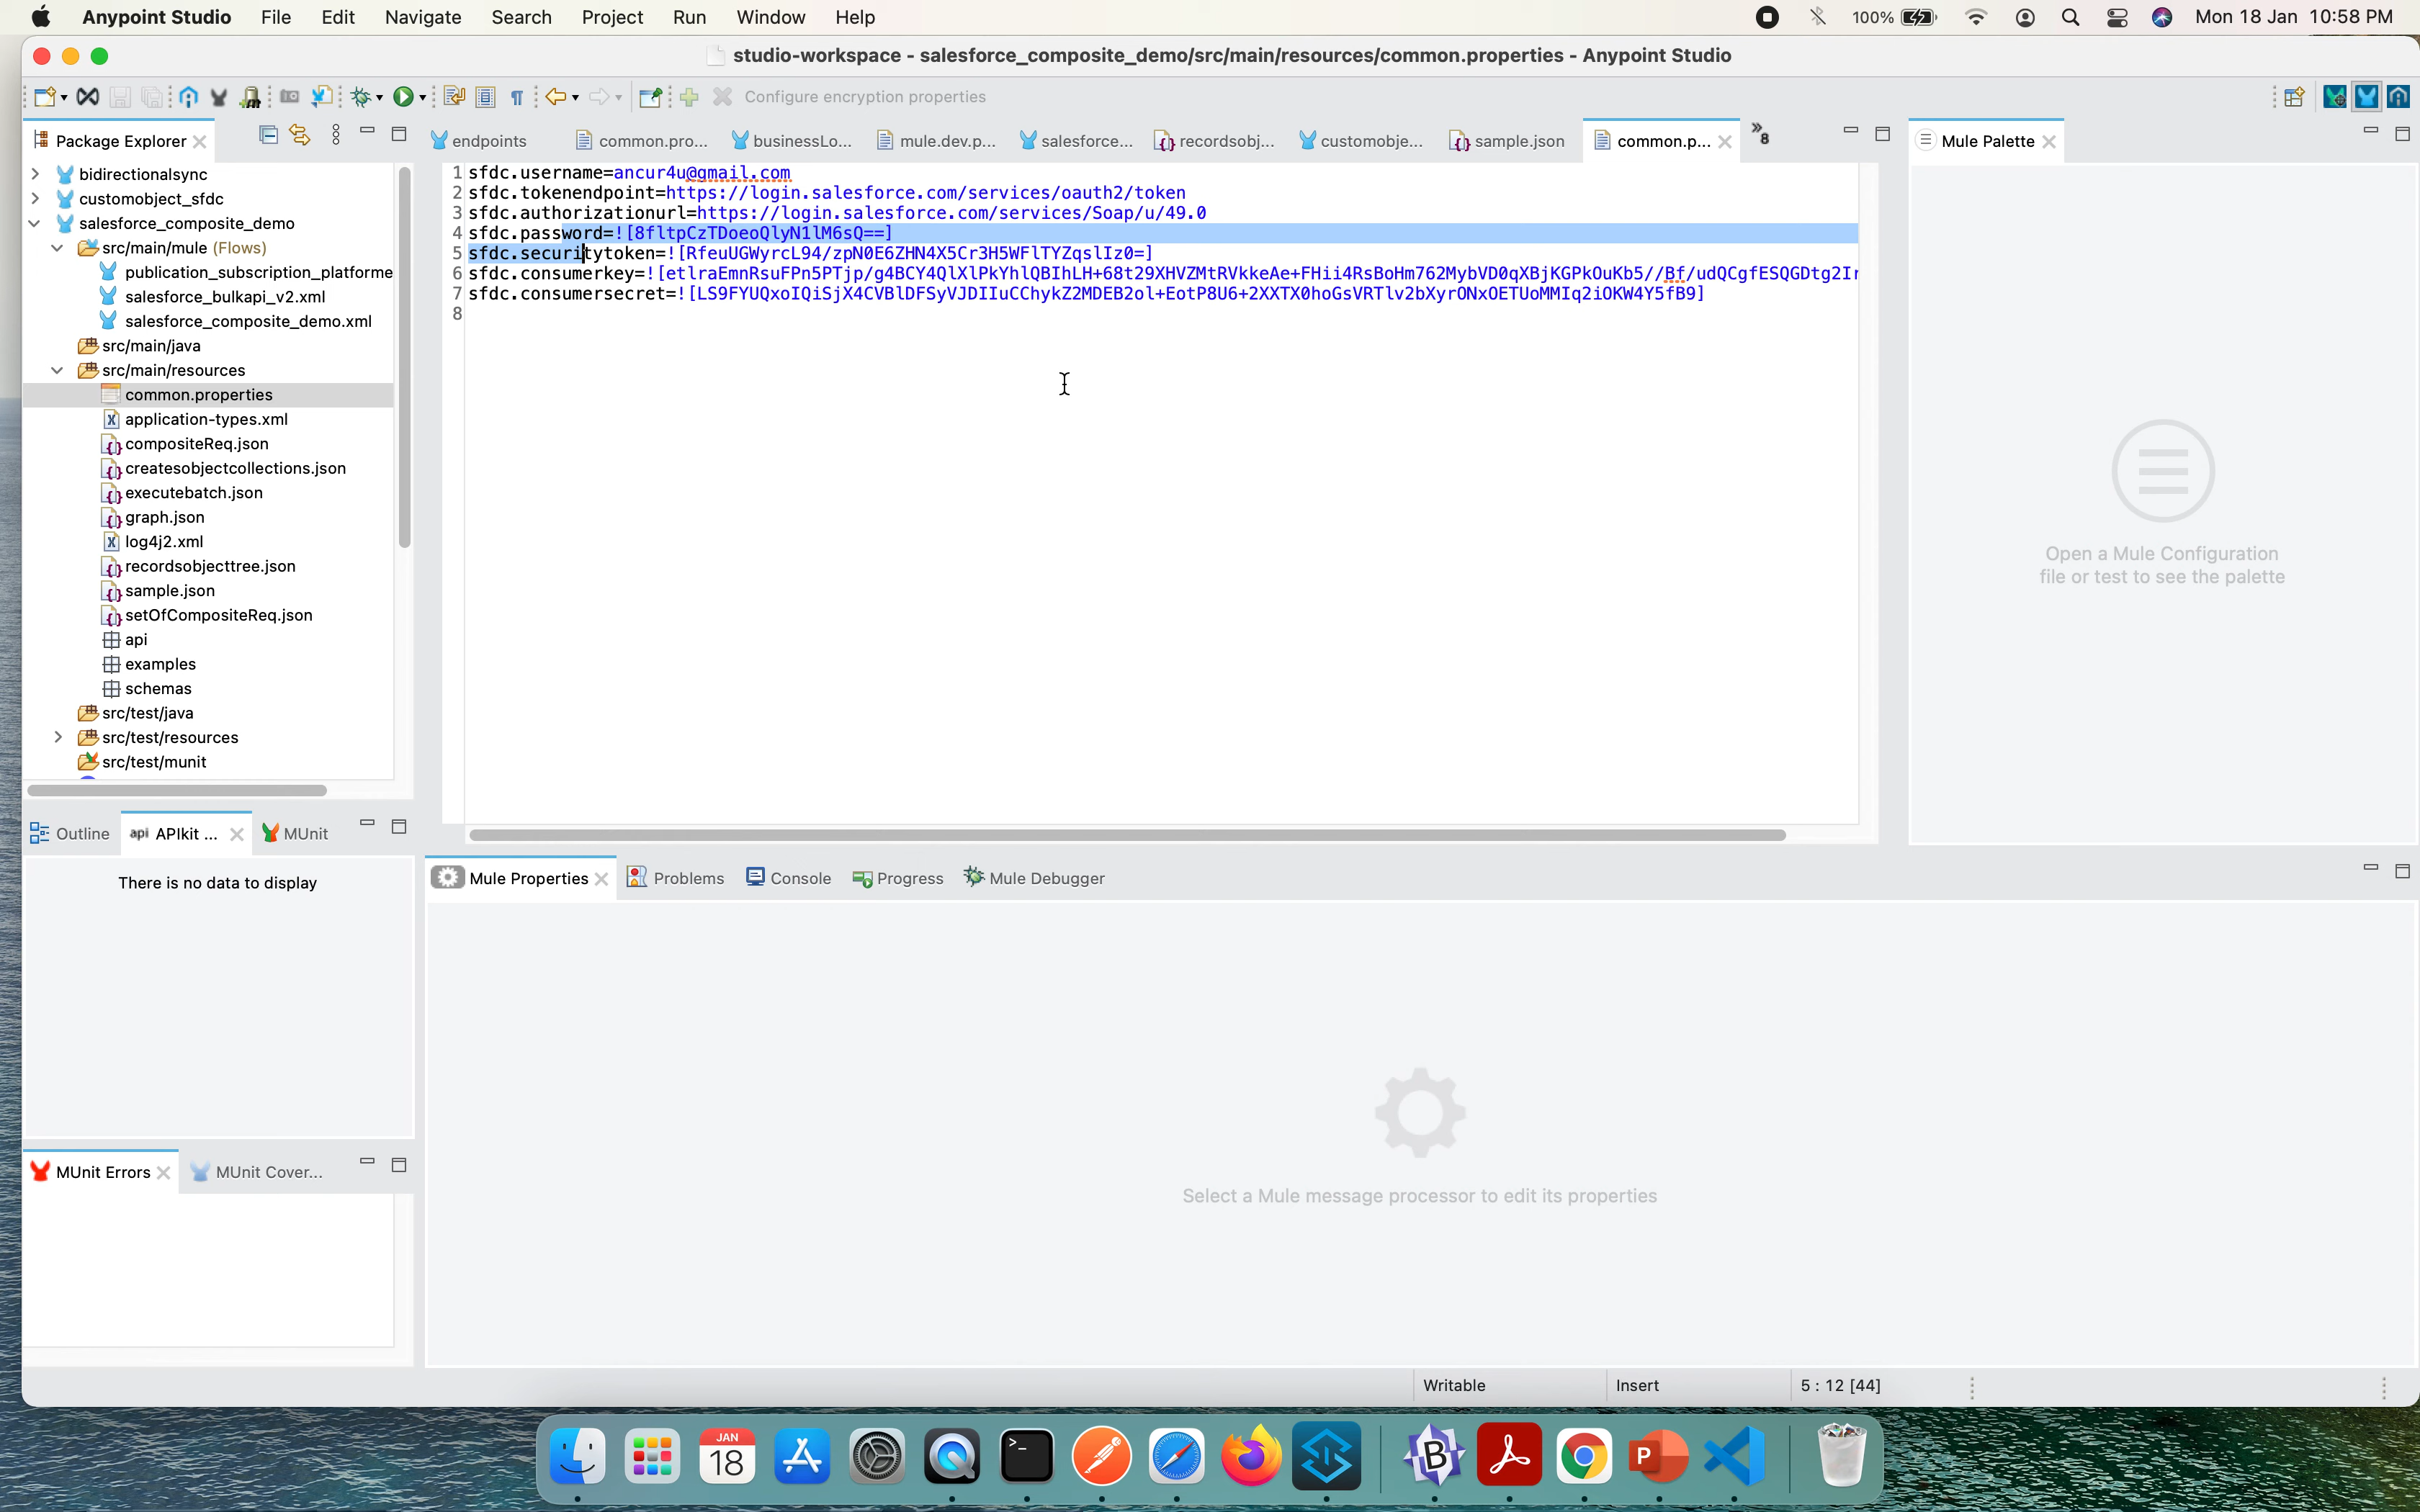 Anypoint Studio File Edit Navigate Search Project Run Window Help 100% Mon 18 Jan 10:58 PM
studio-workspace - salesforce_composite_demo/src/main/resources/common.properties - Anypoint Studio
Configure encryption properties
Package Explorer
endpoints common.pro... businessLo... mule.dev.p... salesforce... recordsobj... customobje... sample.json common.p... »8
Mule Palette
bidirectionalsync
customobject_sfdc
salesforce_composite_demo
src/main/mule (Flows)
publication_subscription_platforme
salesforce_bulkapi_v2.xml
salesforce_composite_demo.xml
src/main/java
src/main/resources
common.properties
application-types.xml
compositeReq.json
createsobjectcollections.json
executebatch.json
graph.json
log4j2.xml
recordsobjecttree.json
sample.json
setOfCompositeReq.json
api
examples
schemas
src/test/java
src/test/resources
src/test/munit
1 sfdc.username=ancur4u@gmail.com
2 sfdc.tokenendpoint=https://login.salesforce.com/services/oauth2/token
3 sfdc.authorizationurl=https://login.salesforce.com/services/Soap/u/49.0
4 sfdc.password=![8fltpCzTDoeoQlyN1lM6sQ==]
5 sfdc.securitytoken=![RfeuUGWyrcL94/zpN0E6ZHN4X5Cr3H5WFlTYZqslIz0=]
6 sfdc.consumerkey=![etlraEmnRsuFPn5PTjp/g4BCY4QlXlPkYhlQBIhLH+68t29XHVZMtRVkkeAe+FHii4RsBoHm762MybVD0qXBjKGPkOuKb5//Bf/udQCgfESQGDtg2Ir
7 sfdc.consumersecret=![LS9FYUQxoIQiSjX4CVBlDFSyVJDIIuCChykZ2MDEB2ol+EotP8U6+2XXTX0hoGsVRTlv2bXyrONxOETUoMMIq2iOKW4Y5fB9]
8
Open a Mule Configuration
file or test to see the palette
Outline api APIkit ... MUnit
There is no data to display
Mule Properties Problems Console Progress Mule Debugger
Select a Mule message processor to edit its properties
MUnit Errors MUnit Cover...
Writable Insert 5 : 12 [44]
JAN
18